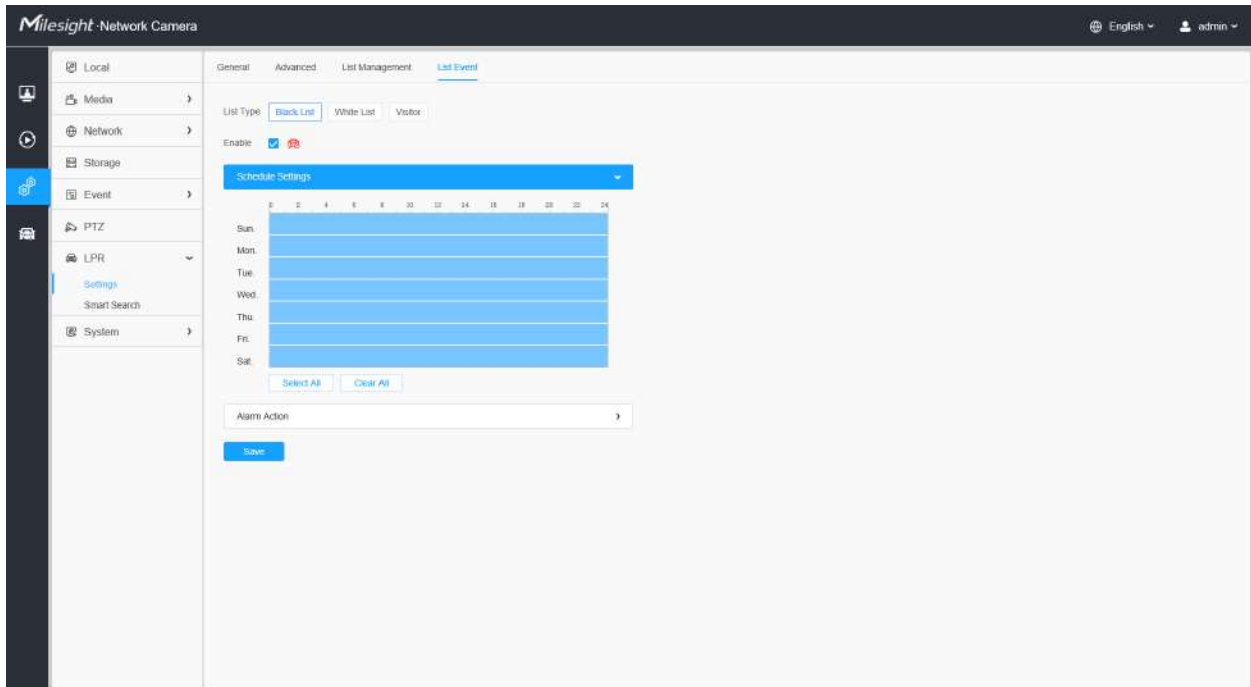 Milesight Network Camera
English
admin
Local
Media
Network
Storage
Event
PTZ
LPR
Settings
Smart Search
System
General Advanced List Management List Event
List Type Black List White List Visitor
Enable
Schedule Settings
0 2 4 6 8 10 12 14 16 18 20 22 24
Sun.
Mon.
Tue.
Wed.
Thu.
Fri.
Sat.
Select All Clear All
Alarm Action
Save